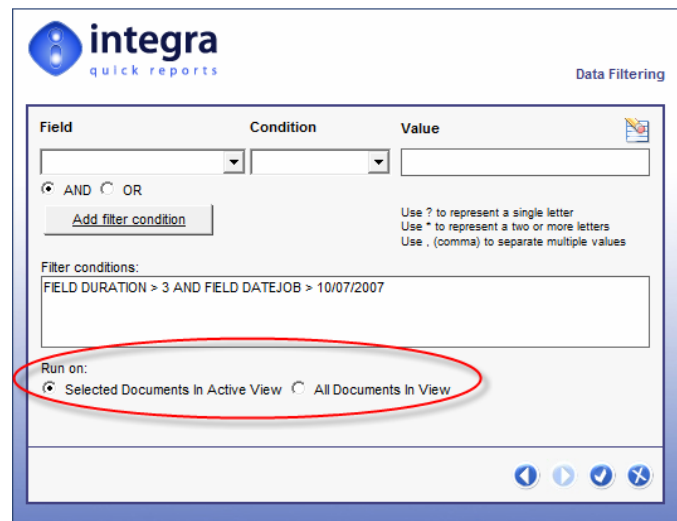 integra
quick reports
Data Filtering
Field Condition Value
AND OR
Add filter condition
Use ? to represent a single letter
Use * to represent a two or more letters
Use , (comma) to separate multiple values
Filter conditions:
FIELD DURATION > 3 AND FIELD DATEJOB > 10/07/2007
Run on:
Selected Documents In Active View All Documents In View